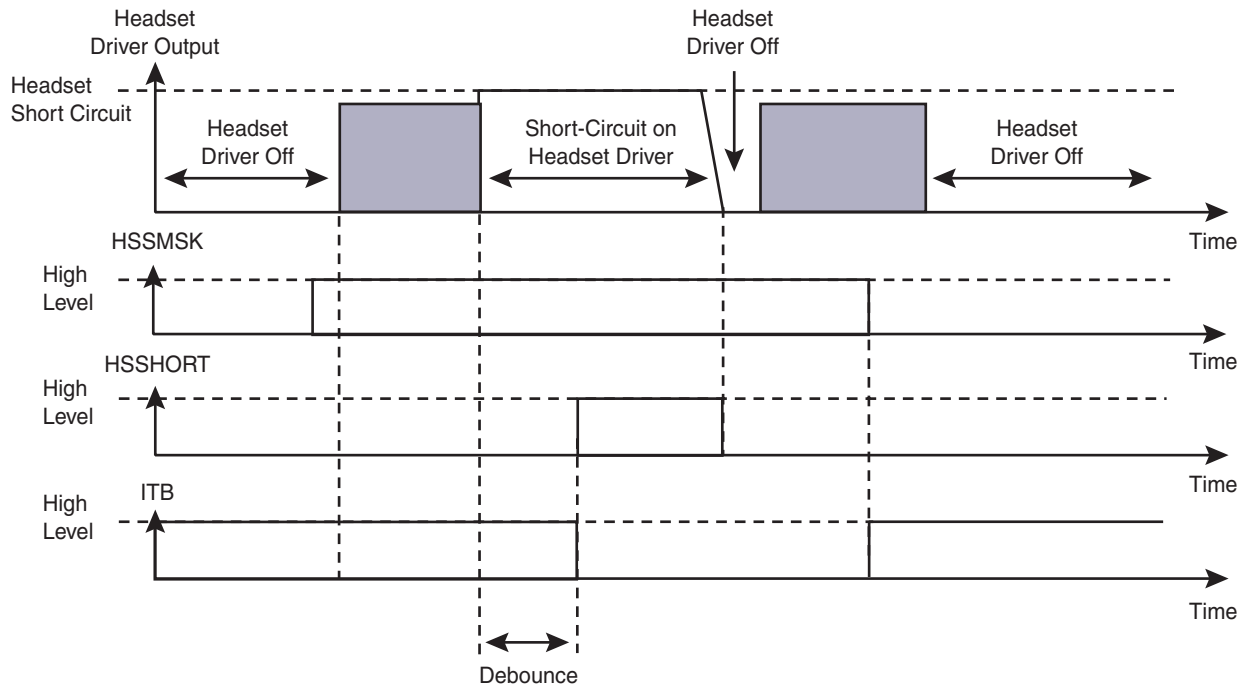 Headset
Driver Output
Headset
Driver Off
Headset
Short Circuit
Headset
Driver Off
Short-Circuit on
Headset Driver
Headset
Driver Off
Time
HSSMSK
High
Level
Time
HSSHORT
High
Level
Time
ITB
High
Level
Time
Debounce